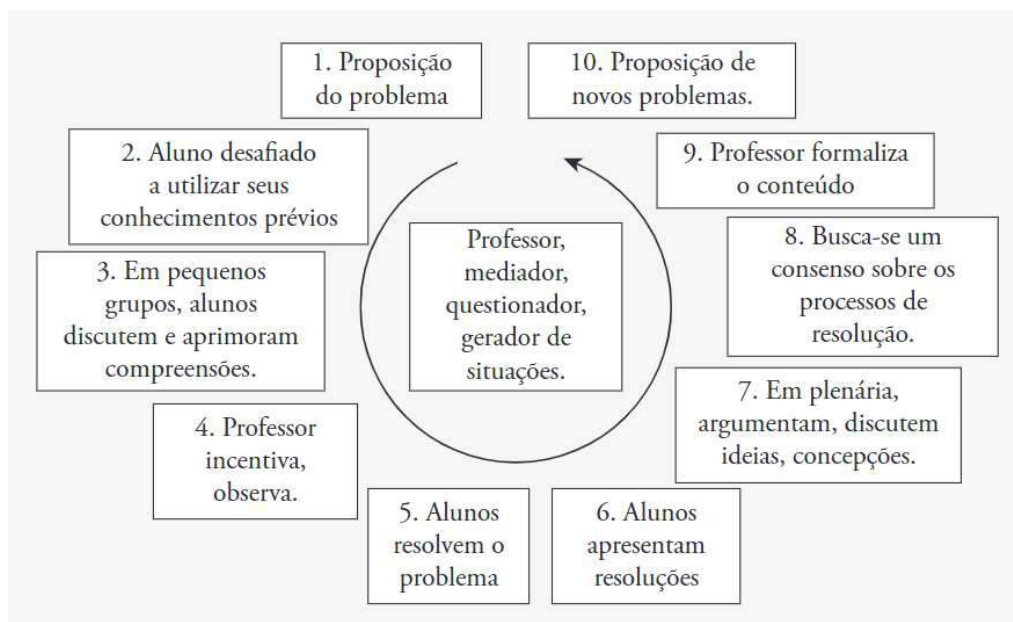 1. Proposição
do problema
2. Aluno desafiado
a utilizar seus
conhecimentos prévios
3. Em pequenos
grupos, alunos
discutem e aprimoram
compreensões.
4. Professor
incentiva,
observa.
5. Alunos
resolvem o
problema
6. Alunos
apresentam
resoluções
7. Em plenária,
argumentam, discutem
ideias, concepções.
8. Busca-se um
consenso sobre os
processos de
resolução.
9. Professor formaliza
o conteúdo
10. Proposição de
novos problemas.
Professor,
mediador,
questionador,
gerador de
situações.